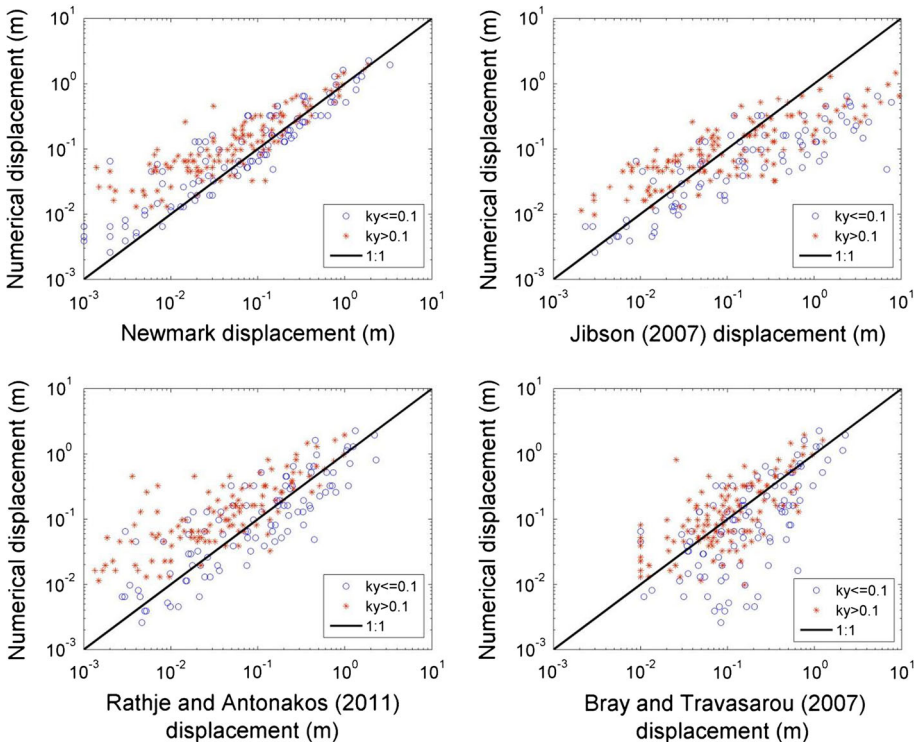 Numerical displacement (m)
10^1
10^0
10^-1
10^-2
10^-3
ky<=0.1
ky>0.1
1:1
10^-3 10^-2 10^-1 10^0 10^1
Newmark displacement (m)
Numerical displacement (m)
10^1
10^0
10^-1
10^-2
10^-3
ky<=0.1
ky>0.1
1:1
10^-3 10^-2 10^-1 10^0 10^1
Jibson (2007) displacement (m)
Numerical displacement (m)
10^1
10^0
10^-1
10^-2
10^-3
ky<=0.1
ky>0.1
1:1
10^-3 10^-2 10^-1 10^0 10^1
Rathje and Antonakos (2011)
displacement (m)
Numerical displacement (m)
10^1
10^0
10^-1
10^-2
10^-3
ky<=0.1
ky>0.1
1:1
10^-3 10^-2 10^-1 10^0 10^1
Bray and Travasarou (2007)
displacement (m)